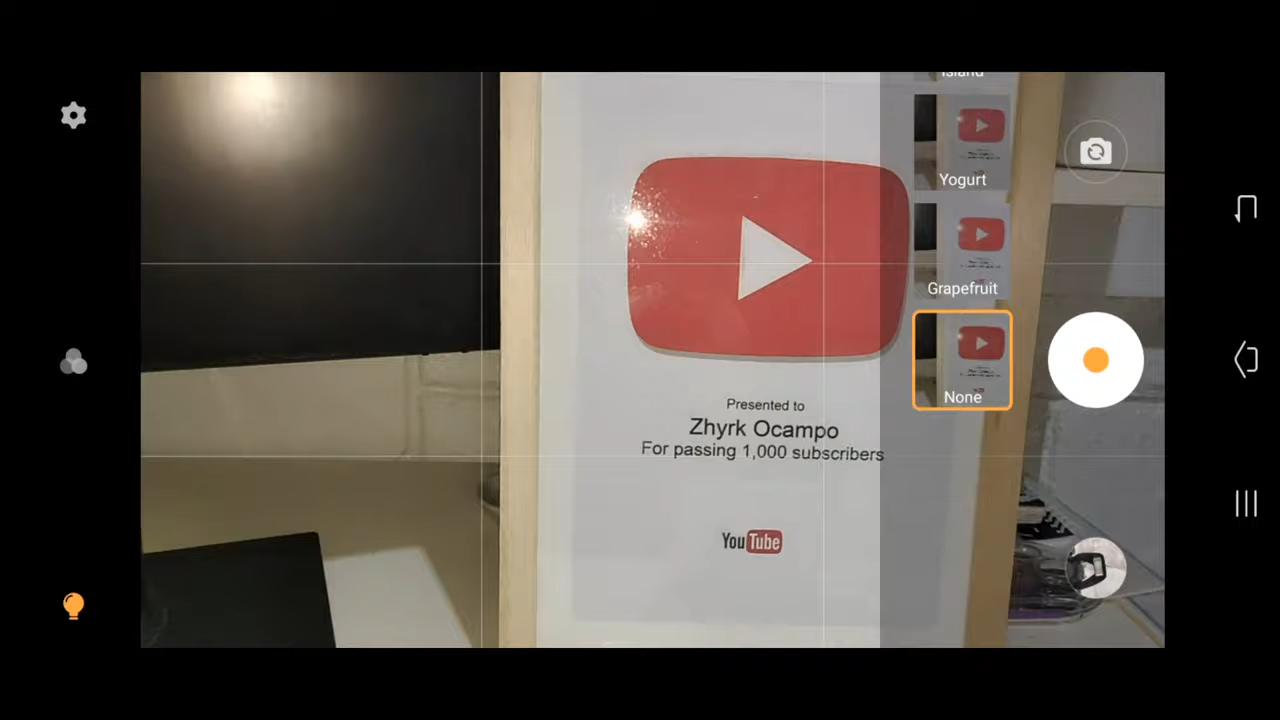 Island
Yogurt
Grapefruit
None
Presented to
Zhyrk Ocampo
For passing 1,000 subscribers
YouTube